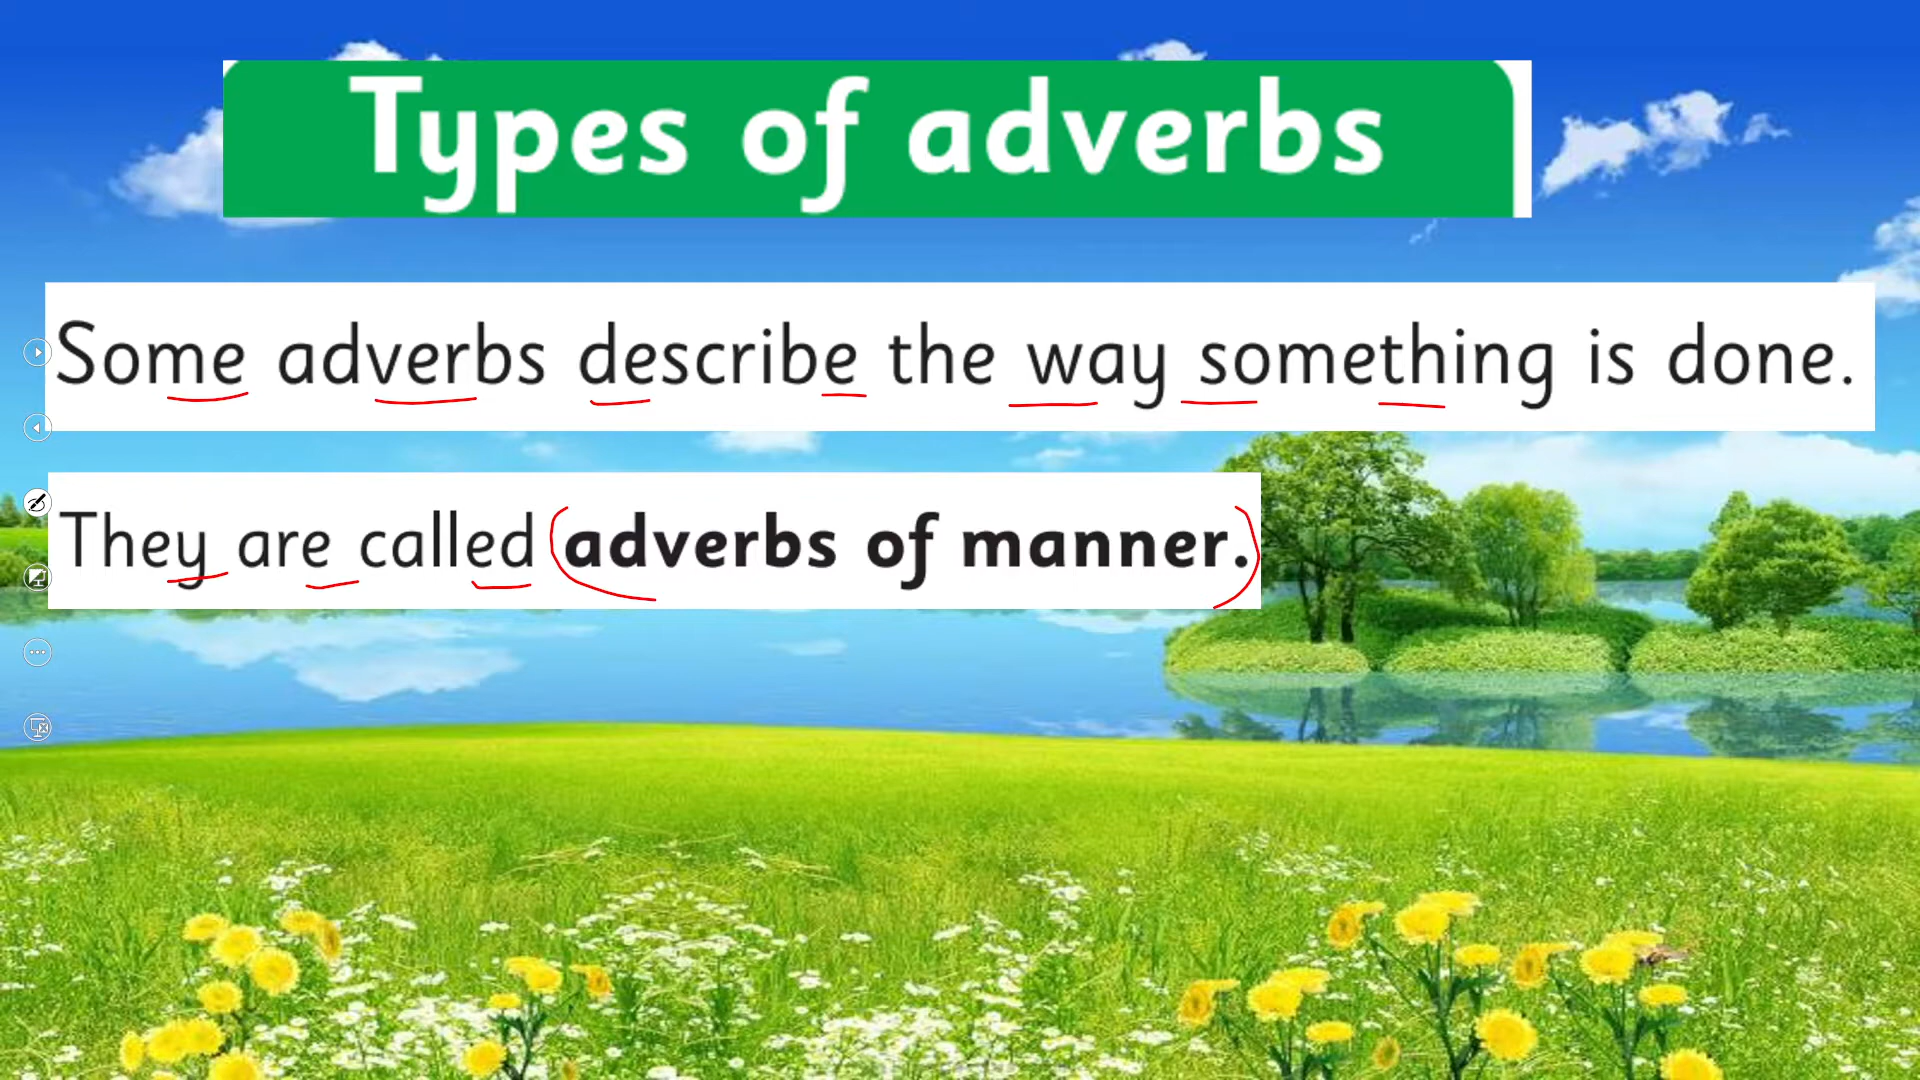 Types of adverbs
Some adverbs describe the way something is done.
They are called adverbs of manner.